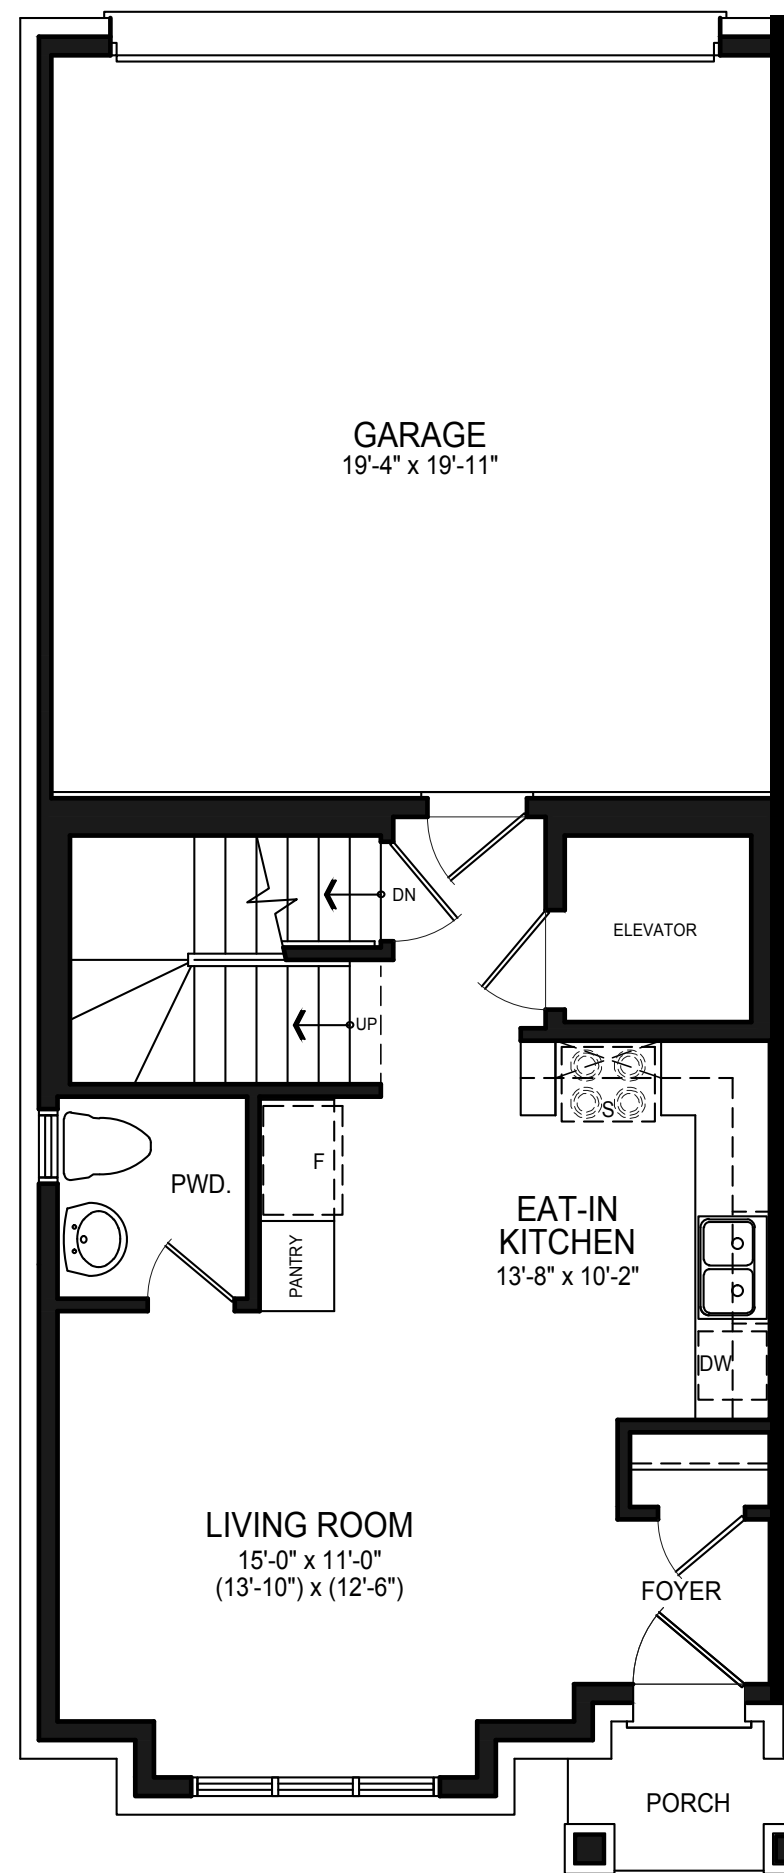 GARAGE
19'-4" x 19'-11"
DN
ELEVATOR
UP
S
F
PWD.
EAT-IN
KITCHEN
13'-8" x 10'-2"
PANTRY
DW
LIVING ROOM
15'-0" x 11'-0"
(13'-10") x (12'-6")
FOYER
PORCH